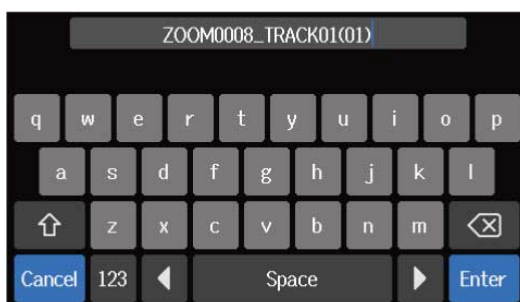 ZOOM0008_TRACK01(01)
q w e r t y u i o p
a s d f g h j k l
z x c v b n m
Cancel 123 Space Enter